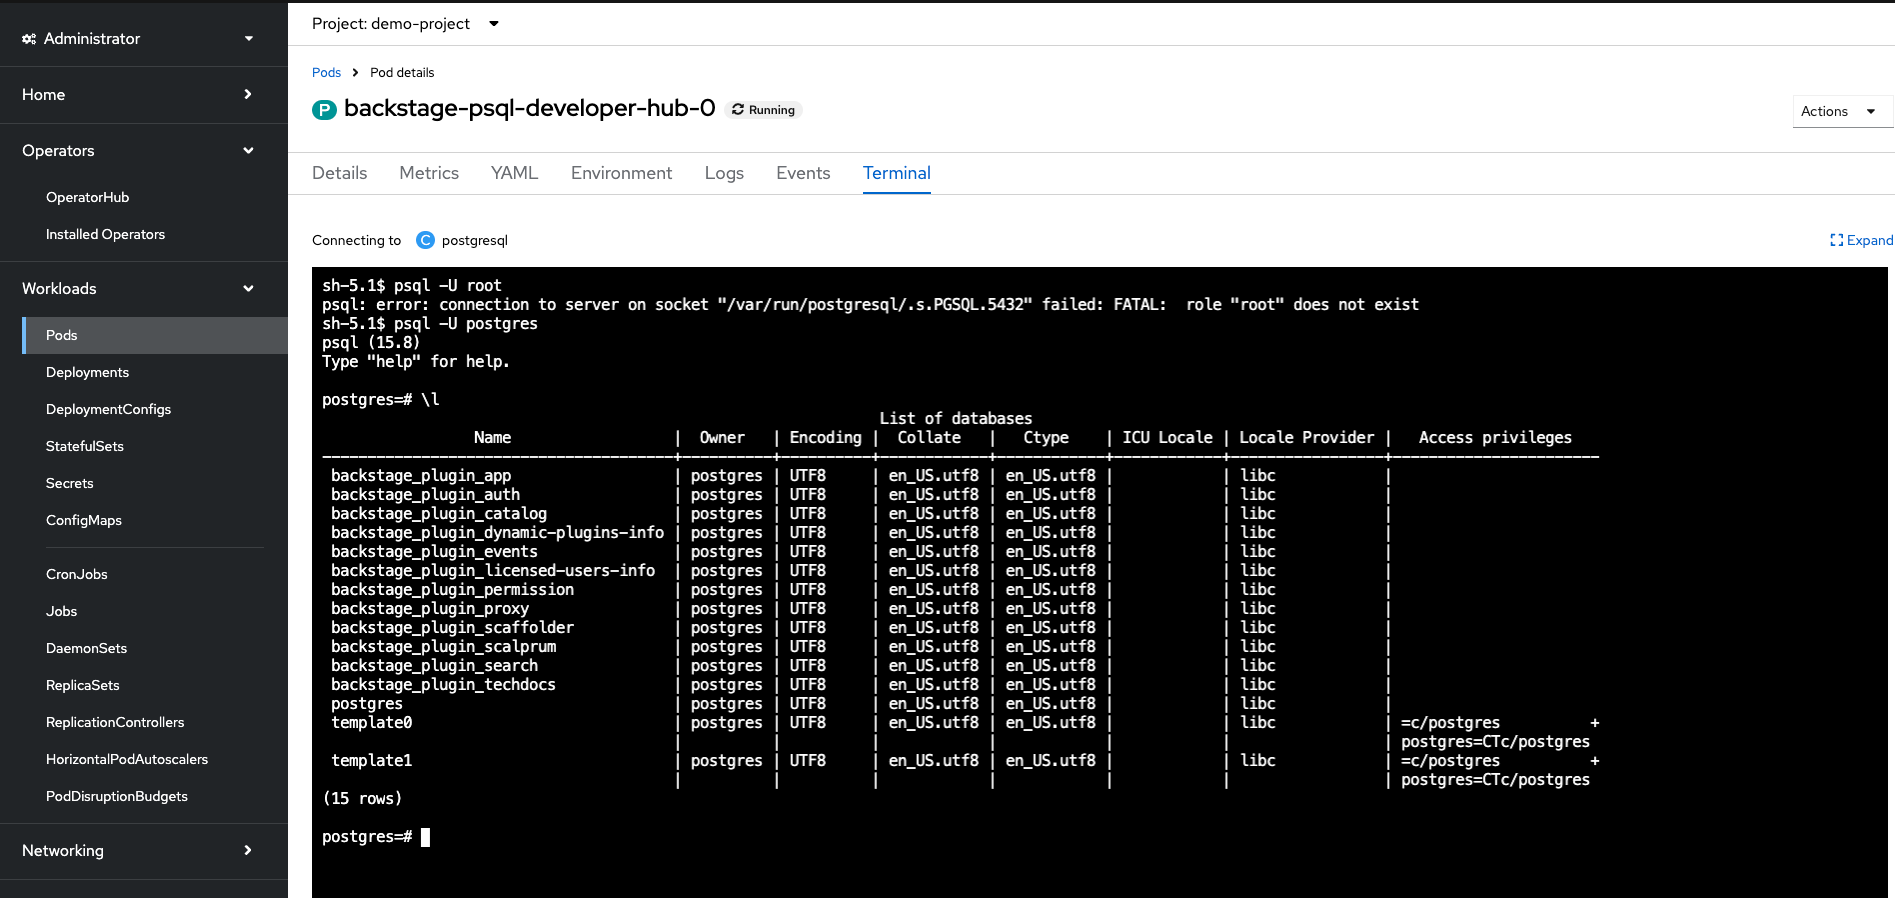 Administrator
Home
Operators
OperatorHub
Installed Operators
Workloads
Pods
Deployments
DeploymentConfigs
StatefulSets
Secrets
ConfigMaps
CronJobs
Jobs
DaemonSets
ReplicaSets
ReplicationControllers
HorizontalPodAutoscalers
PodDisruptionBudgets
Networking
Project: demo-project
Pods Pod details
P backstage-psql-developer-hub-0 Running
Actions
Details Metrics YAML Environment Logs Events Terminal
Connecting to C postgresql
Expand
sh-5.1$ psql -U root
psql: error: connection to server on socket "/var/run/postgresql/.s.PGSQL.5432" failed: FATAL:  role "root" does not exist
sh-5.1$ psql -U postgres
psql (15.8)
Type "help" for help.
postgres=# \l
List of databases
Name | Owner | Encoding | Collate | Ctype | ICU Locale | Locale Provider | Access privileges
---------------------------------------+----------+----------+------------+------------+------------+-----------------+-----------------------
backstage_plugin_app | postgres | UTF8 | en_US.utf8 | en_US.utf8 | | libc |
backstage_plugin_auth | postgres | UTF8 | en_US.utf8 | en_US.utf8 | | libc |
backstage_plugin_catalog | postgres | UTF8 | en_US.utf8 | en_US.utf8 | | libc |
backstage_plugin_dynamic-plugins-info | postgres | UTF8 | en_US.utf8 | en_US.utf8 | | libc |
backstage_plugin_events | postgres | UTF8 | en_US.utf8 | en_US.utf8 | | libc |
backstage_plugin_licensed-users-info | postgres | UTF8 | en_US.utf8 | en_US.utf8 | | libc |
backstage_plugin_permission | postgres | UTF8 | en_US.utf8 | en_US.utf8 | | libc |
backstage_plugin_proxy | postgres | UTF8 | en_US.utf8 | en_US.utf8 | | libc |
backstage_plugin_scaffolder | postgres | UTF8 | en_US.utf8 | en_US.utf8 | | libc |
backstage_plugin_scalprum | postgres | UTF8 | en_US.utf8 | en_US.utf8 | | libc |
backstage_plugin_search | postgres | UTF8 | en_US.utf8 | en_US.utf8 | | libc |
backstage_plugin_techdocs | postgres | UTF8 | en_US.utf8 | en_US.utf8 | | libc |
postgres | postgres | UTF8 | en_US.utf8 | en_US.utf8 | | libc |
template0 | postgres | UTF8 | en_US.utf8 | en_US.utf8 | | libc | =c/postgres +
| | | | | | | postgres=CTc/postgres
template1 | postgres | UTF8 | en_US.utf8 | en_US.utf8 | | libc | =c/postgres +
| | | | | | | postgres=CTc/postgres
(15 rows)
postgres=#